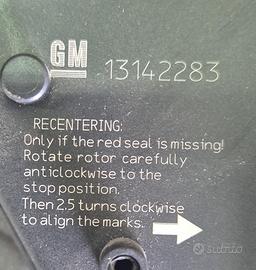 GM 13142283
RECENTERING:
Only if the red seal is missing!
Rotate rotor carefully
anticlockwise to the
stop position.
Then 2.5 turns clockwise
to align the marks.
subito